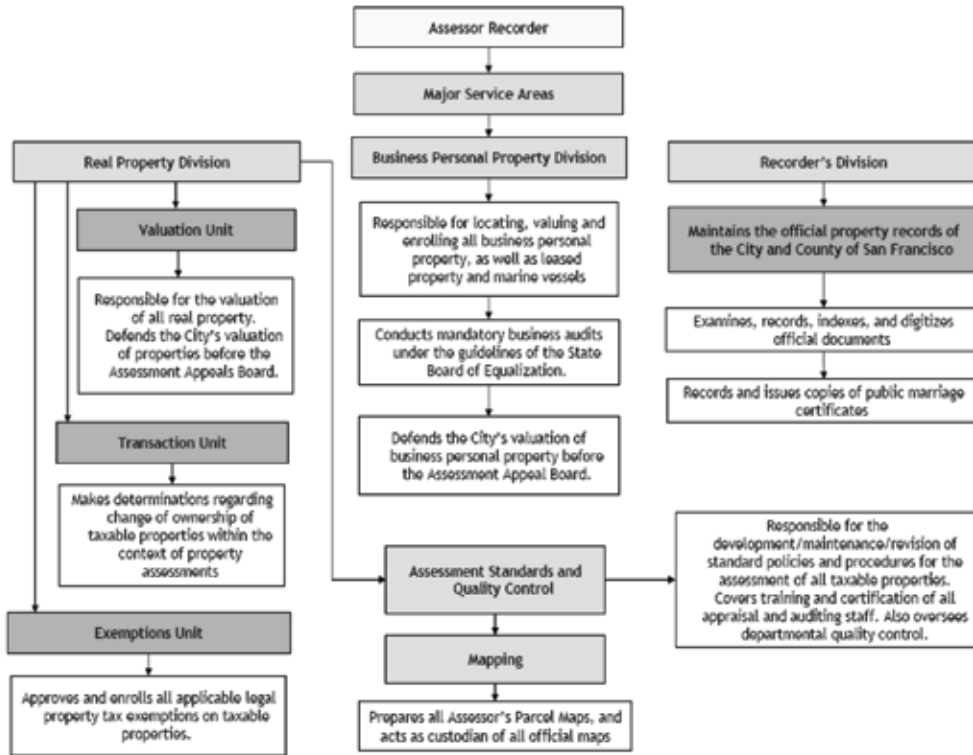 Assessor Recorder
Major Service Areas
Real Property Division
Business Personal Property Division
Recorder's Division
Valuation Unit
Responsible for the valuation
of all real property.
Defends the City's valuation
of properties before the
Assessment Appeals Board.
Transaction Unit
Makes determinations regarding
change of ownership of
taxable properties within the
context of property
assessments
Exemptions Unit
Approves and enrolls all applicable legal
property tax exemptions on taxable
properties.
Responsible for locating, valuing and
enrolling all business personal
property, as well as leased
property and marine vessels
Conducts mandatory business audits
under the guidelines of the State
Board of Equalization.
Defends the City's valuation of
business personal property before
the Assessment Appeal Board.
Maintains the official property records of
the City and County of San Francisco
Examines, records, indexes, and digitizes
official documents
Records and issues copies of public marriage
certificates
Assessment Standards and
Quality Control
Responsible for the
development/maintenance/revision of
standard policies and procedures for the
assessment of all taxable properties.
Covers training and certification of all
appraisal and auditing staff. Also oversees
departmental quality control.
Mapping
Prepares all Assessor's Parcel Maps, and
acts as custodian of all official maps